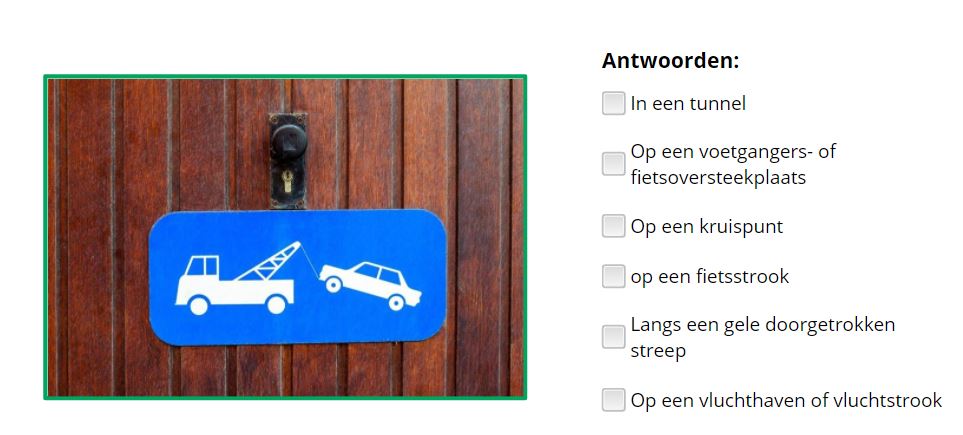 Antwoorden:
In een tunnel
Op een voetgangers- of
fietsoversteekplaats
Op een kruispunt
op een fietsstrook
Langs een gele doorgetrokken
streep
Op een vluchthaven of vluchtstrook